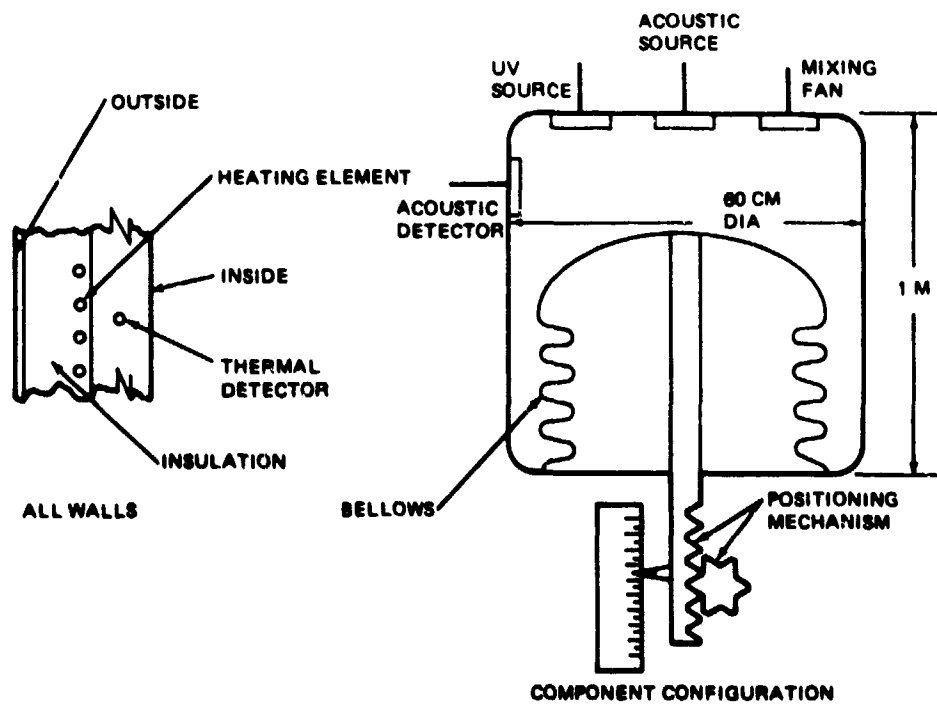 ACOUSTIC
SOURCE
UV
SOURCE
MIXING
FAN
OUTSIDE
HEATING ELEMENT
ACOUSTIC
DETECTOR
60 CM
DIA
INSIDE
1 M
THERMAL
DETECTOR
INSULATION
ALL WALLS
BELLOWS
POSITIONING
MECHANISM
COMPONENT CONFIGURATION